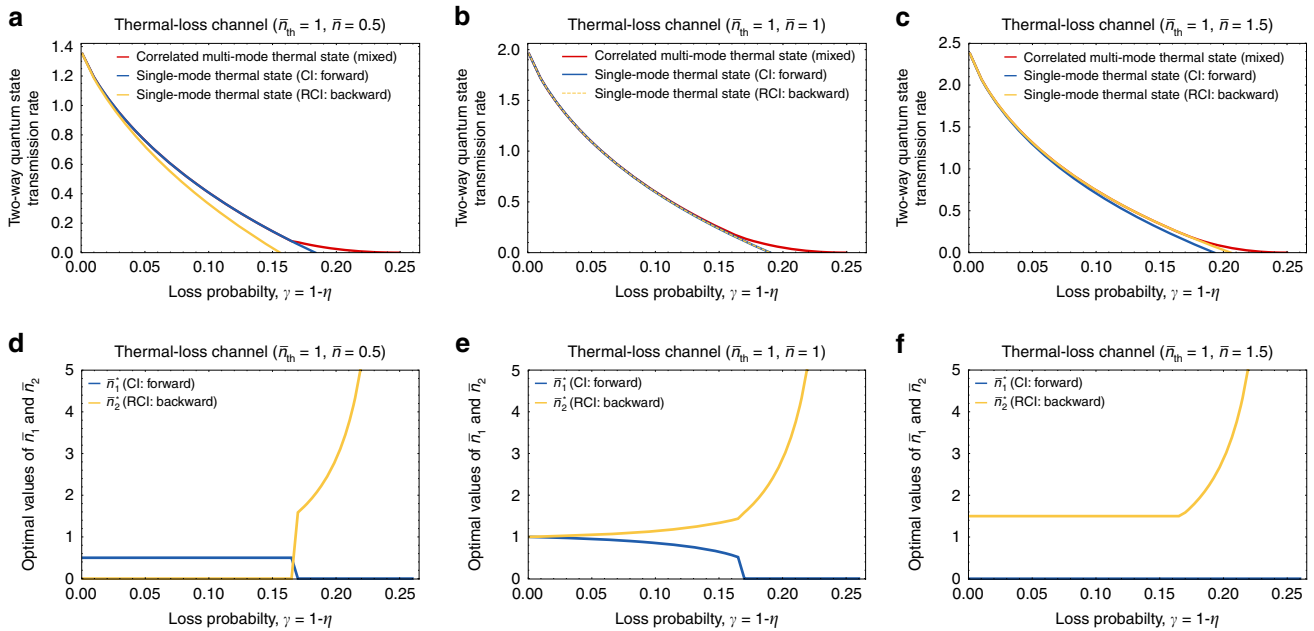 a
Thermal-loss channel (n̄th = 1, n̄ = 0.5)
Two-way quantum state
transmission rate
1.4
1.2
1.0
0.8
0.6
0.4
0.2
0.0
Correlated multi-mode thermal state (mixed)
Single-mode thermal state (CI: forward)
Single-mode thermal state (RCI: backward)
0.00 0.05 0.10 0.15 0.20 0.25
Loss probabilty, γ = 1-η
b
Thermal-loss channel (n̄th = 1, n̄ = 1)
Two-way quantum state
transmission rate
2.0
1.5
1.0
0.5
0.0
Correlated multi-mode thermal state (mixed)
Single-mode thermal state (CI: forward)
Single-mode thermal state (RCI: backward)
0.00 0.05 0.10 0.15 0.20 0.25
Loss probabilty, γ = 1-η
c
Thermal-loss channel (n̄th = 1, n̄ = 1.5)
Two-way quantum state
transmission rate
2.5
2.0
1.5
1.0
0.5
0.0
Correlated multi-mode thermal state (mixed)
Single-mode thermal state (CI: forward)
Single-mode thermal state (RCI: backward)
0.00 0.05 0.10 0.15 0.20 0.25
Loss probabilty, γ = 1-η
d
Thermal-loss channel (n̄th = 1, n̄ = 0.5)
Optimal values of n̄1 and n̄2
5
4
3
2
1
0
n̄1* (CI: forward)
n̄2* (RCI: backward)
0.00 0.05 0.10 0.15 0.20 0.25
Loss probabilty, γ = 1-η
e
Thermal-loss channel (n̄th = 1, n̄ = 1)
Optimal values of n̄1 and n̄2
5
4
3
2
1
0
n̄1* (CI: forward)
n̄2* (RCI: backward)
0.00 0.05 0.10 0.15 0.20 0.25
Loss probabilty, γ = 1-η
f
Thermal-loss channel (n̄th = 1, n̄ = 1.5)
Optimal values of n̄1 and n̄2
5
4
3
2
1
0
n̄1* (CI: forward)
n̄2* (RCI: backward)
0.00 0.05 0.10 0.15 0.20 0.25
Loss probabilty, γ = 1-η